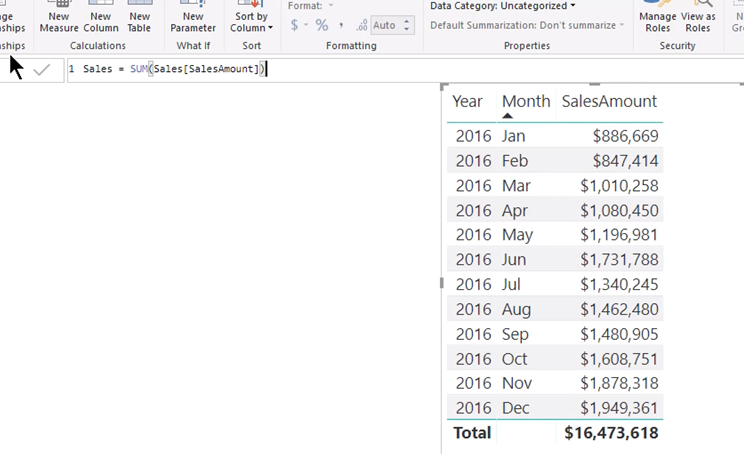 New Measure
New Column
New Table
Calculations
New Parameter
What If
Sort by Column
Sort
Format:
$ % , .00 Auto
Formatting
Data Category: Uncategorized
Default Summarization: Don't summarize
Properties
Manage Roles
View as Roles
Security
1 Sales = SUM(Sales[SalesAmount])
Year Month SalesAmount
2016 Jan $886,669
2016 Feb $847,414
2016 Mar $1,010,258
2016 Apr $1,080,450
2016 May $1,196,981
2016 Jun $1,731,788
2016 Jul $1,340,245
2016 Aug $1,462,480
2016 Sep $1,480,905
2016 Oct $1,608,751
2016 Nov $1,878,318
2016 Dec $1,949,361
Total $16,473,618